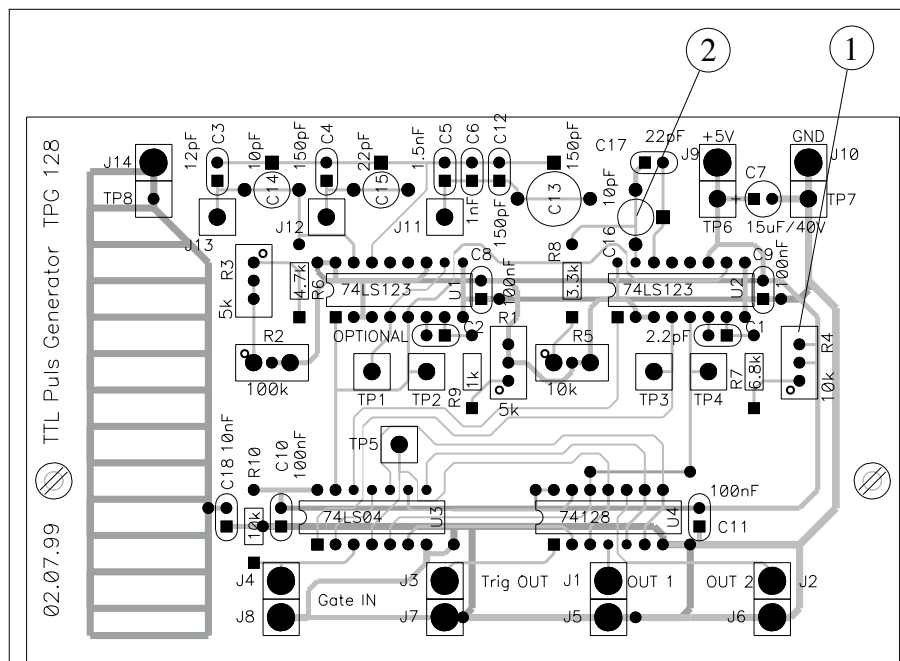 2
1
TTL Puls Generator TPG 128
02.07.99
J14
TP8
12pF
C3
10pF
C14
150pF
C4
22pF
C15
1.5nF
C5
C6
C12
1nF
150pF
C13
150pF
C17
22pF
10pF
C16
J9
+5V
GND
J10
C7
+
TP6
15uF/40V
TP7
J13
J12
J11
R3
5k
4.7k
R6
74LS123
U1
C8
100nF
R8
3.3k
74LS123
U2
C9
100nF
R2
100k
OPTIONAL
C2
R1
5k
R5
10k
2.2pF
C1
R4
10k
TP1
TP2
R9
1k
TP3
TP4
R7
6.8k
TP5
C18
10nF
R10
10k
C10
100nF
74LS04
U3
74128
U4
100nF
C11
J4
Gate IN
J3
Trig OUT
J1
OUT 1
OUT 2
J2
J8
J7
J5
J6